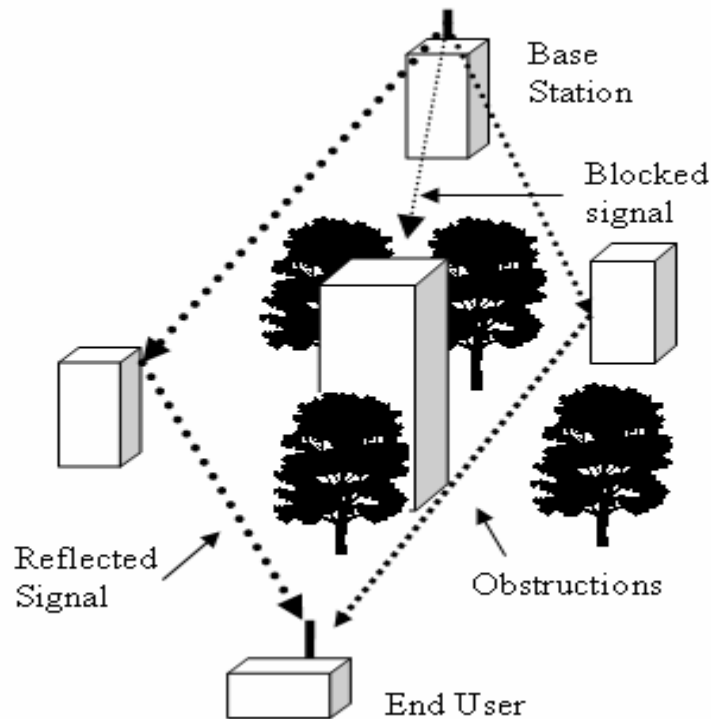 Base
Station
Blocked
signal
Reflected
Signal
Obstructions
End User